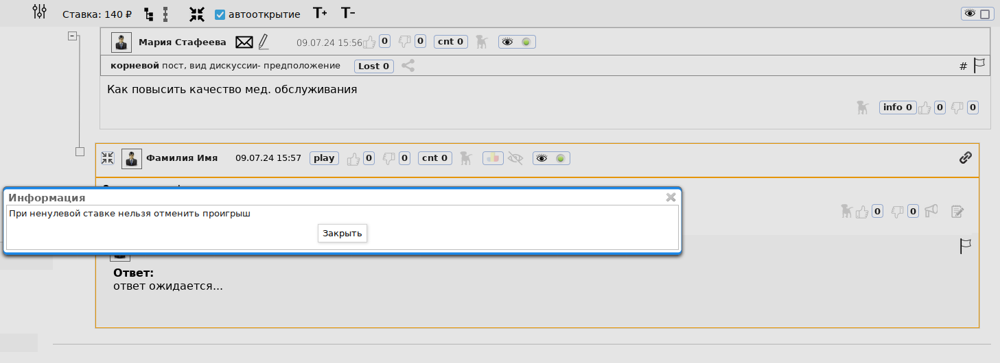 Ставка: 140 ₽ автооткрытие T+ T-
Мария Стафеева 09.07.24 15:56 0 0 cnt 0
корневой пост, вид дискуссии- предположение Lost 0 #
Как повысить качество мед. обслуживания
info 0 0 0
Фамилия Имя 09.07.24 15:57 play 0 0 cnt 0
Информация
При ненулевой ставке нельзя отменить проигрыш
0 0
Закрыть
Ответ:
ответ ожидается...